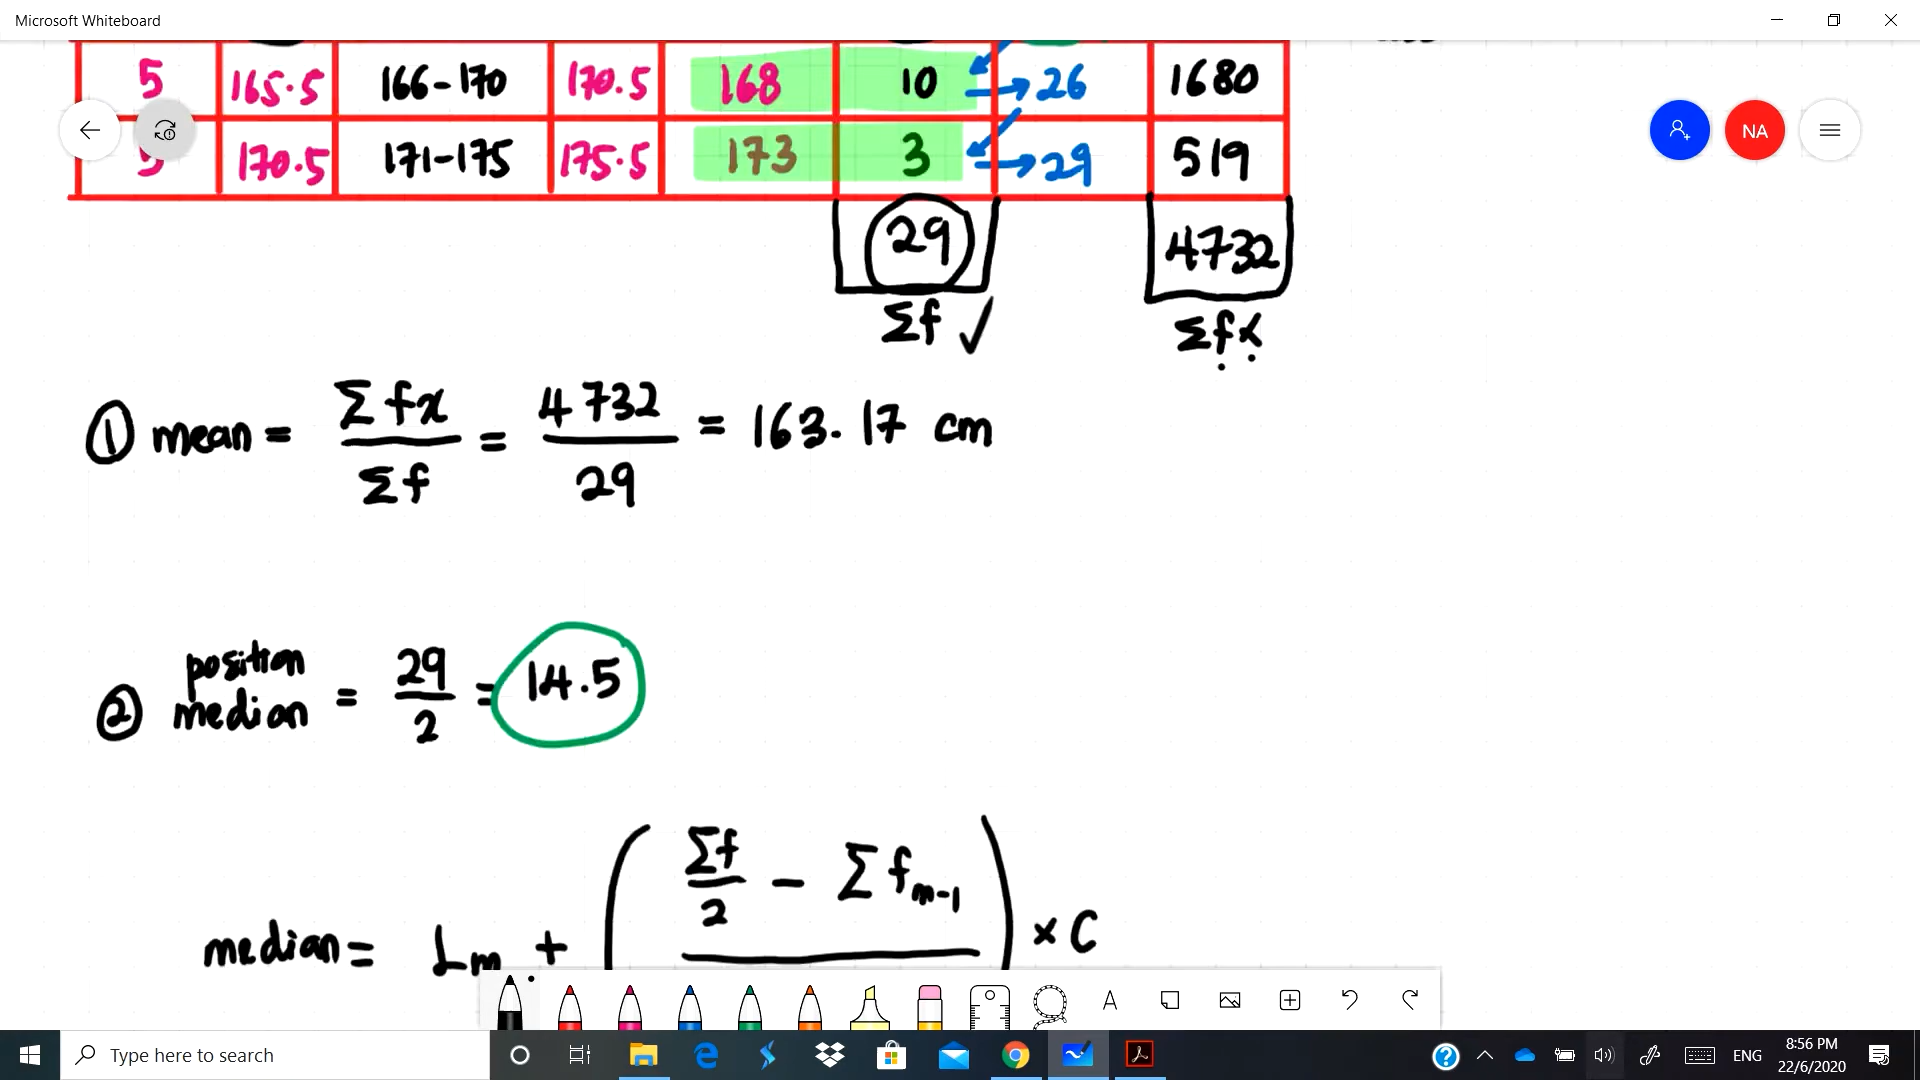 Microsoft Whiteboard
5 165.5 166-170 170.5 168 10 26 1680
5 170.5 171-175 175.5 173 3 29 519
NA
29 4732
Σf ✓ Σfx
① mean = Σfx / Σf = 4732 / 29 = 163.17 cm
② position median = 29 / 2 = 14.5
median = Lm + ( Σf / 2 - Σfm-1 ) × C
A
Type here to search
ENG
8:56 PM
22/6/2020